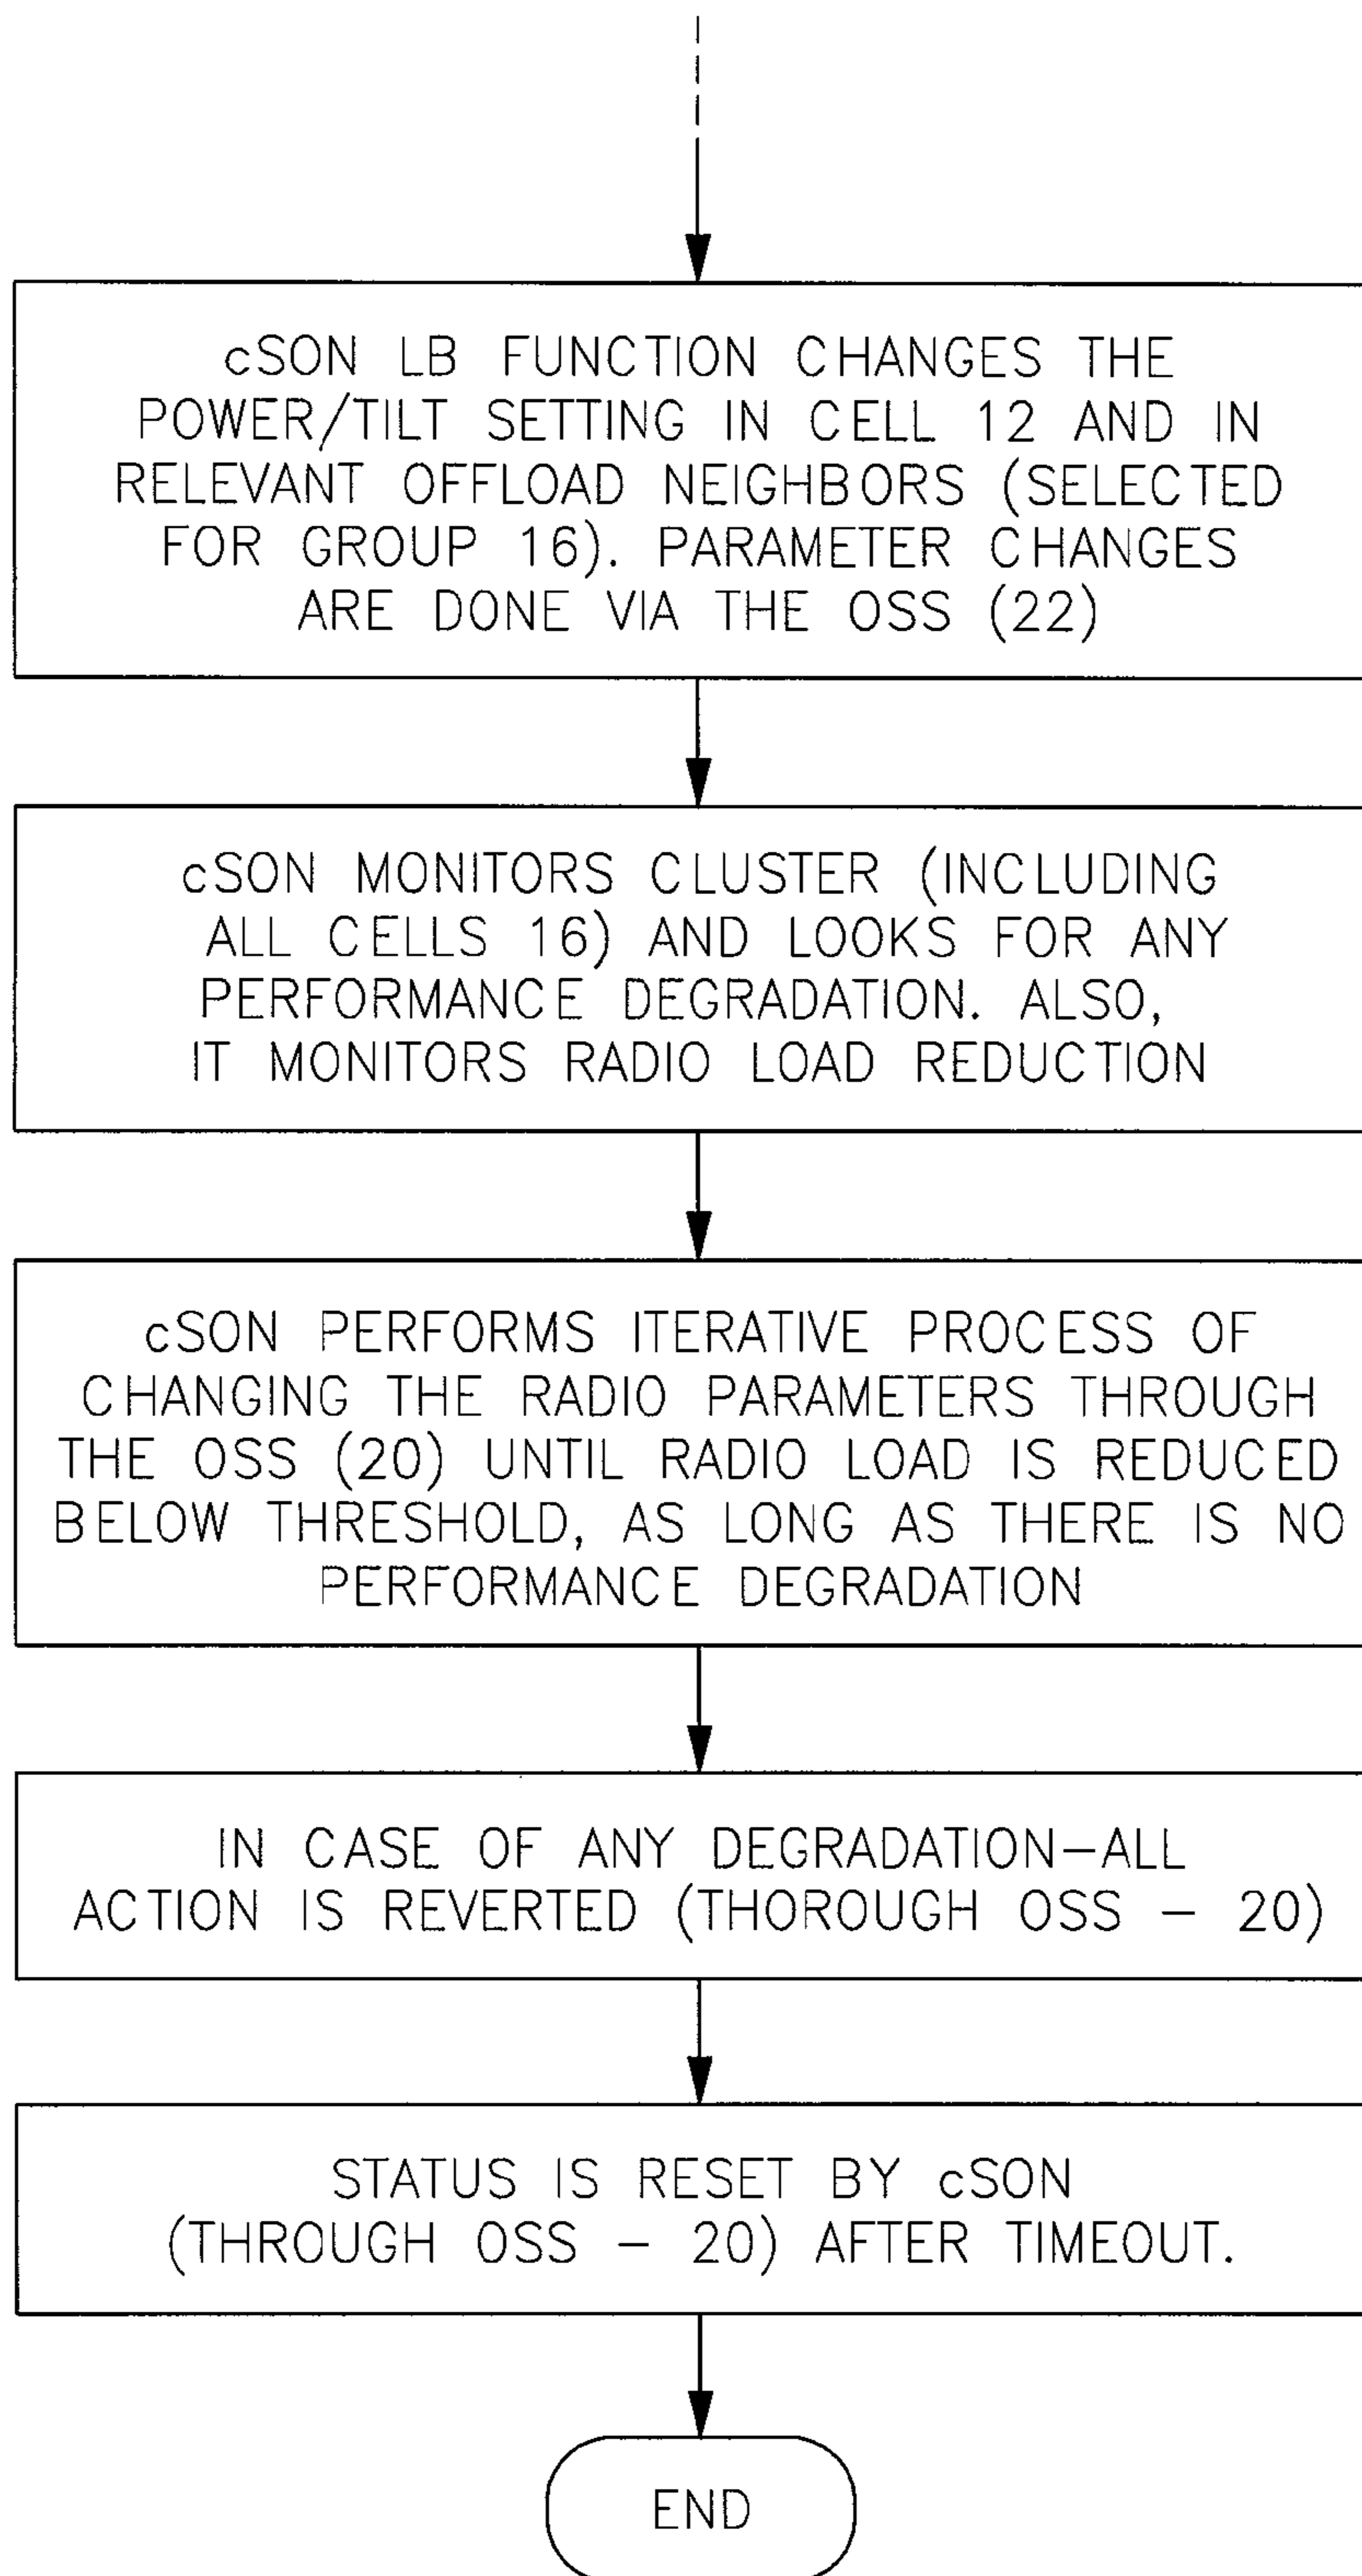 cSON LB FUNCTION CHANGES THE
POWER/TILT SETTING IN CELL 12 AND IN
RELEVANT OFFLOAD NEIGHBORS (SELECTED
FOR GROUP 16). PARAMETER CHANGES
ARE DONE VIA THE OSS (22)
cSON MONITORS CLUSTER (INCLUDING
ALL CELLS 16) AND LOOKS FOR ANY
PERFORMANCE DEGRADATION. ALSO,
IT MONITORS RADIO LOAD REDUCTION
cSON PERFORMS ITERATIVE PROCESS OF
CHANGING THE RADIO PARAMETERS THROUGH
THE OSS (20) UNTIL RADIO LOAD IS REDUCED
BELOW THRESHOLD, AS LONG AS THERE IS NO
PERFORMANCE DEGRADATION
IN CASE OF ANY DEGRADATION–ALL
ACTION IS REVERTED (THOROUGH OSS – 20)
STATUS IS RESET BY cSON
(THROUGH OSS – 20) AFTER TIMEOUT.
END